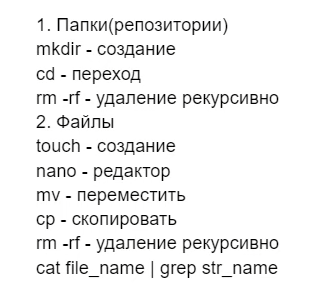 1. Папки(репозитории)
mkdir - создание
cd - переход
rm -rf - удаление рекурсивно
2. Файлы
touch - создание
nano - редактор
mv - переместить
cp - скопировать
rm -rf - удаление рекурсивно
cat file_name | grep str_name